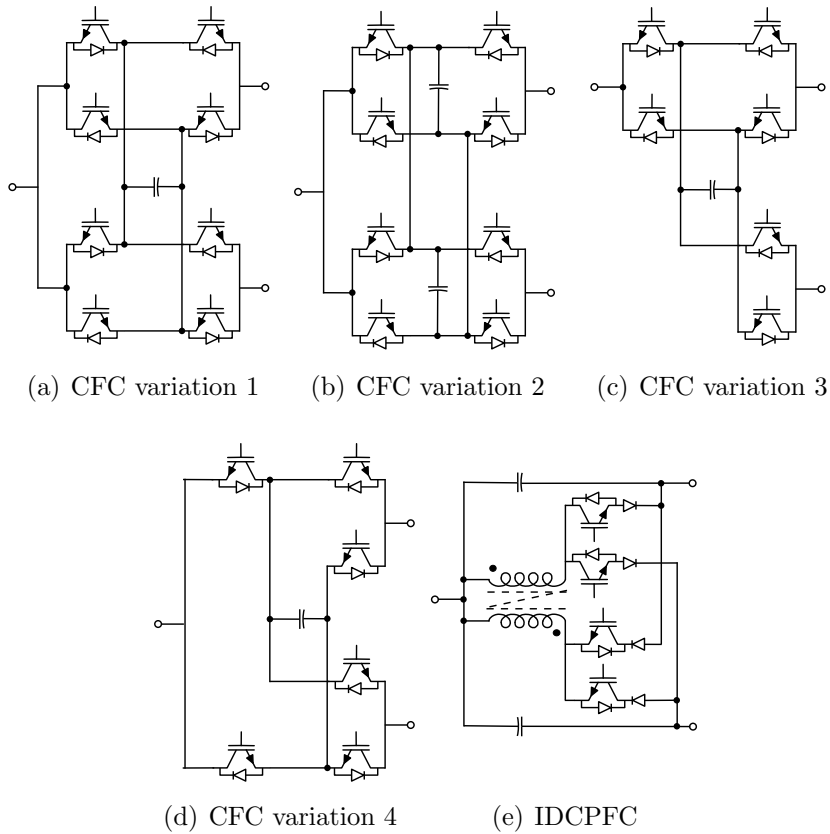 (a) CFC variation 1
(b) CFC variation 2
(c) CFC variation 3
(d) CFC variation 4
(e) IDCPFC